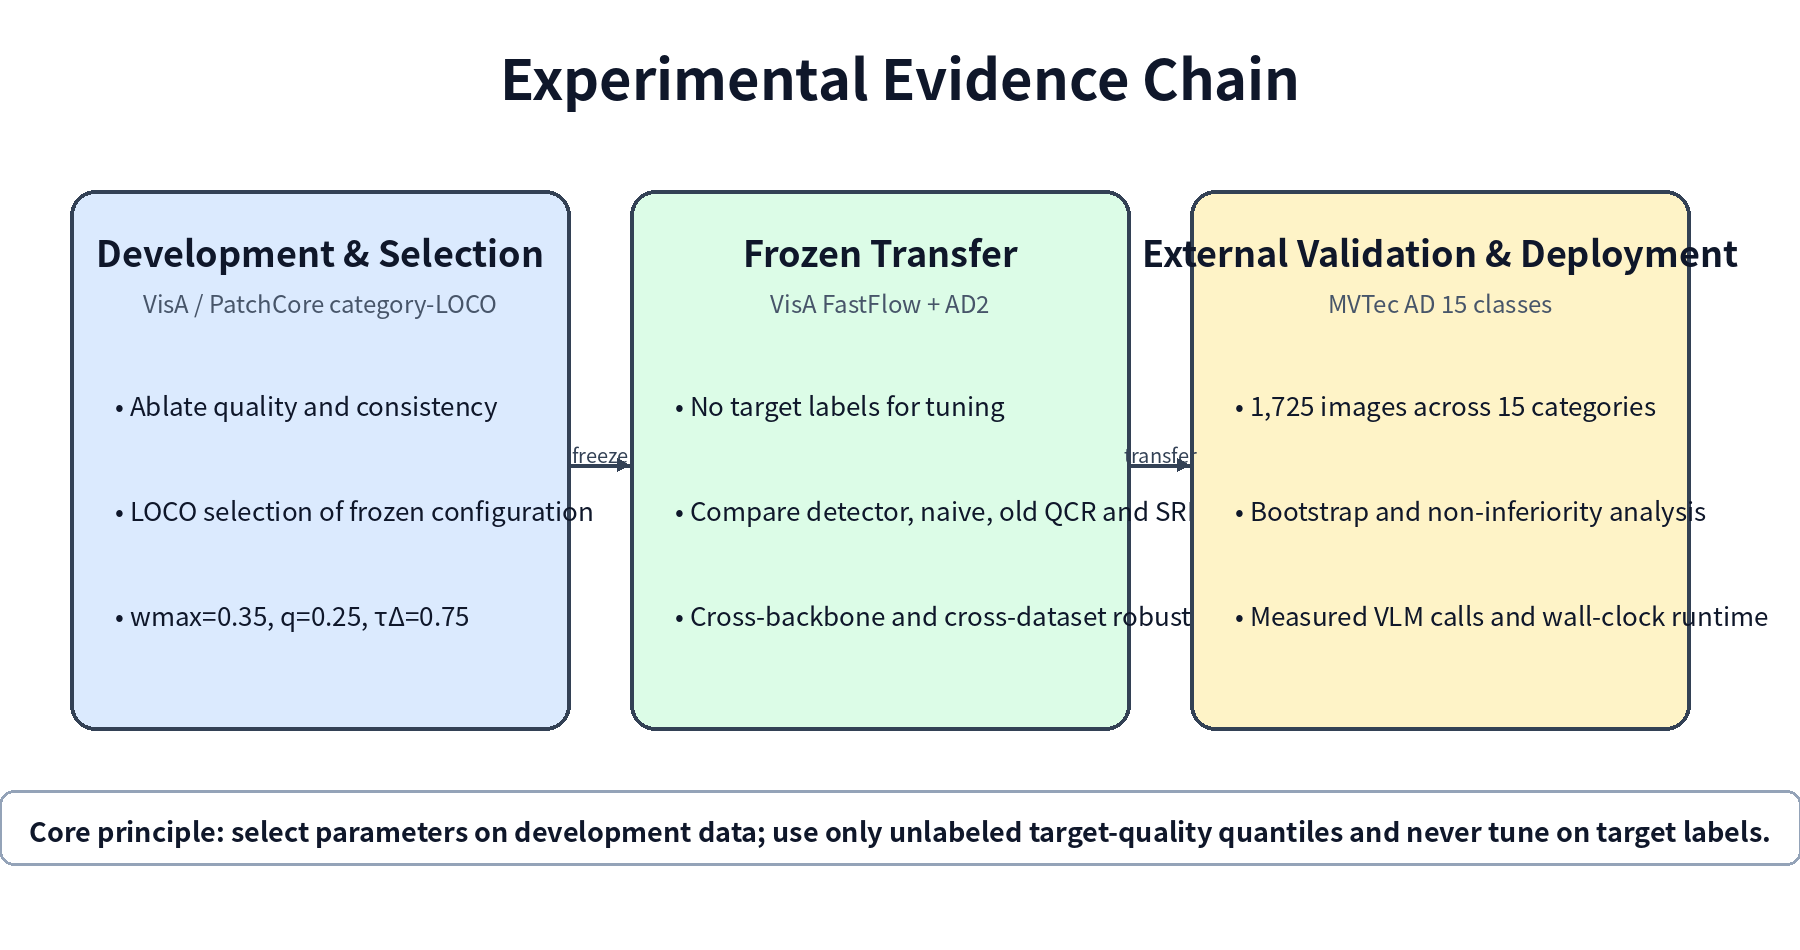 Experimental Evidence Chain
Development & Selection
VisA / PatchCore category-LOCO
• Ablate quality and consistency
• LOCO selection of frozen configuration
• wmax=0.35, q=0.25, τΔ=0.75
freeze
Frozen Transfer
VisA FastFlow + AD2
• No target labels for tuning
• Compare detector, naive, old QCR and
• Cross-backbone and cross-dataset robust
transfer
External Validation & Deployment
MVTec AD 15 classes
• 1,725 images across 15 categories
• Bootstrap and non-inferiority analysis
• Measured VLM calls and wall-clock runtime
Core principle: select parameters on development data; use only unlabeled target-quality quantiles and never tune on target labels.